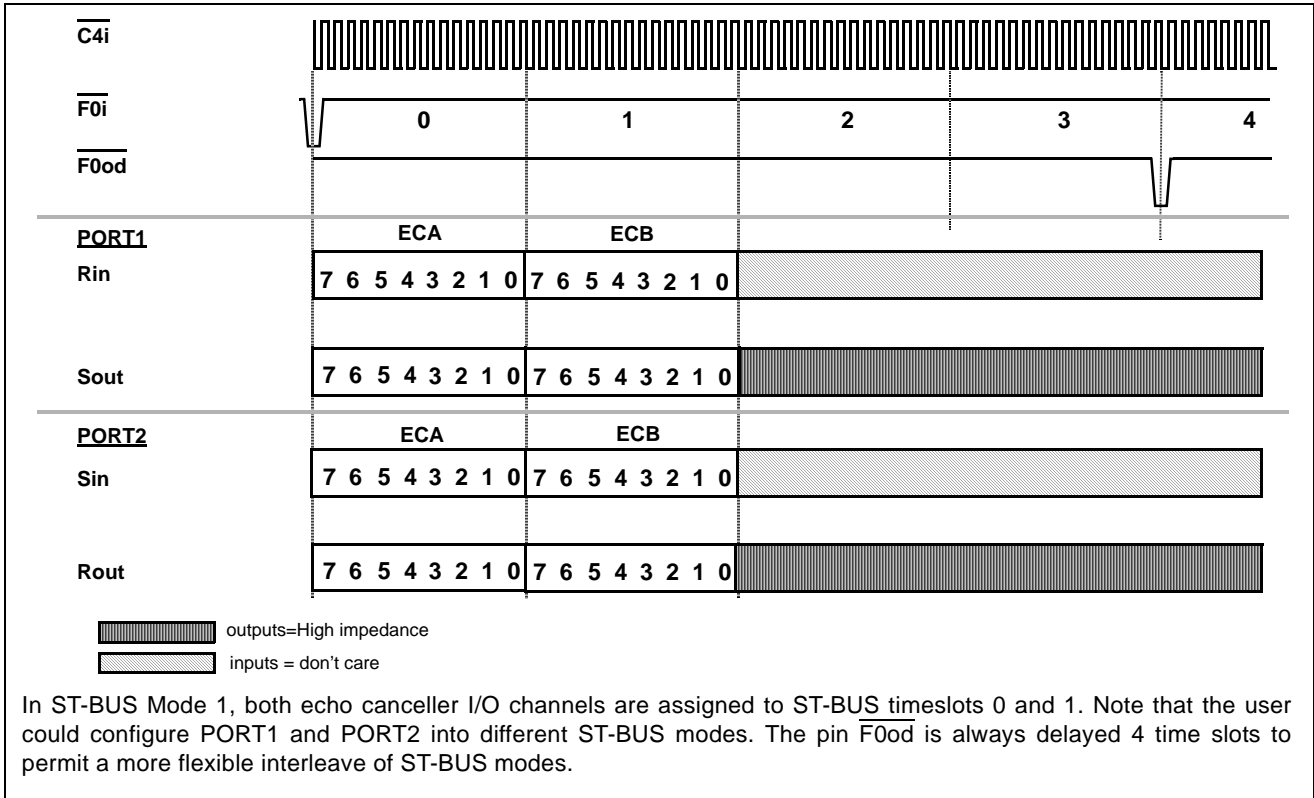 C4i
F0i
0 1 2 3 4
F0od
PORT1 ECA ECB
Rin 7 6 5 4 3 2 1 0 7 6 5 4 3 2 1 0
Sout 7 6 5 4 3 2 1 0 7 6 5 4 3 2 1 0
PORT2 ECA ECB
Sin 7 6 5 4 3 2 1 0 7 6 5 4 3 2 1 0
Rout 7 6 5 4 3 2 1 0 7 6 5 4 3 2 1 0
outputs=High impedance
inputs = don't care
In ST-BUS Mode 1, both echo canceller I/O channels are assigned to ST-BUS timeslots 0 and 1. Note that the user
could configure PORT1 and PORT2 into different ST-BUS modes. The pin F0od is always delayed 4 time slots to
permit a more flexible interleave of ST-BUS modes.